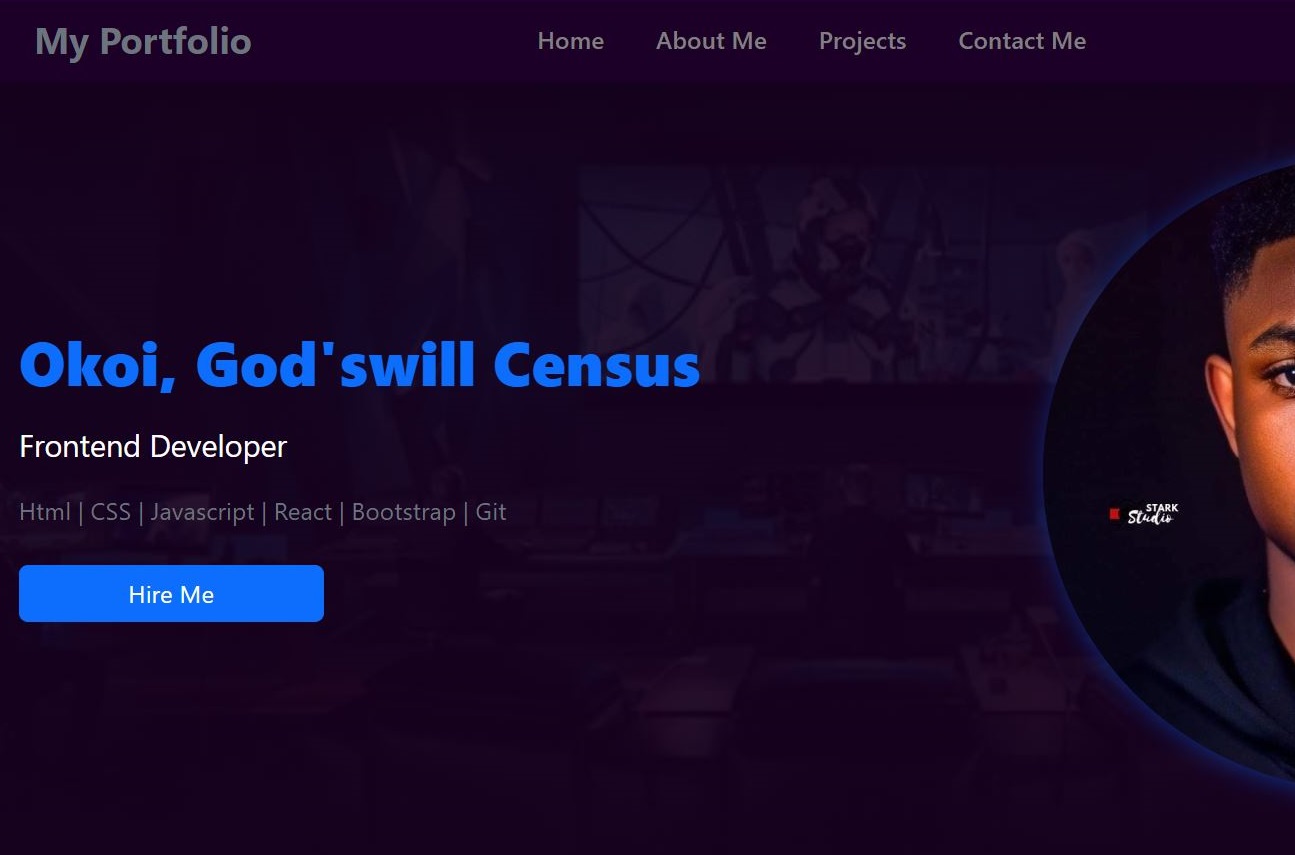 My Portfolio
Home
About Me
Projects
Contact Me
Okoi, God'swill Census
Frontend Developer
Html | CSS | Javascript | React | Bootstrap | Git
Hire Me
STARK
Studio